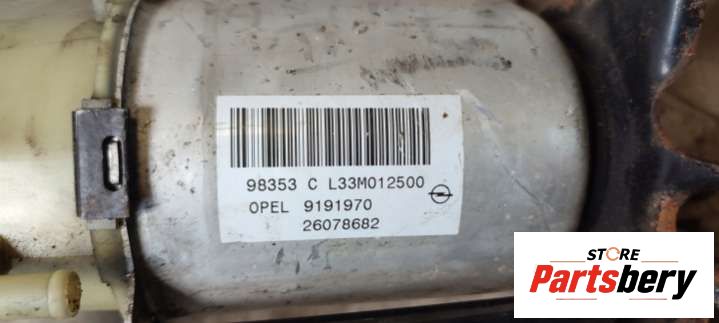 98353 C L33M012500
OPEL 9191970
26078682
STORE
Partsbery